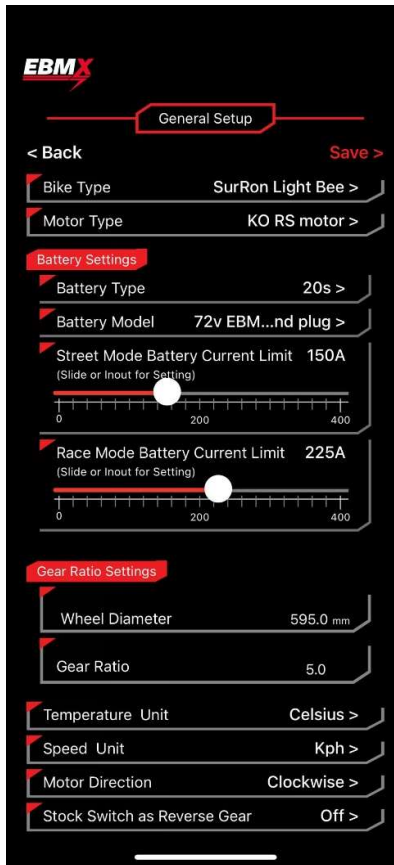 EBMX
General Setup
< Back Save >
Bike Type SurRon Light Bee >
Motor Type KO RS motor >
Battery Settings
Battery Type 20s >
Battery Model 72v EBM...nd plug >
Street Mode Battery Current Limit 150A
(Slide or Inout for Setting)
0 200 400
Race Mode Battery Current Limit 225A
(Slide or Inout for Setting)
0 200 400
Gear Ratio Settings
Wheel Diameter 595.0 mm
Gear Ratio 5.0
Temperature Unit Celsius >
Speed Unit Kph >
Motor Direction Clockwise >
Stock Switch as Reverse Gear Off >